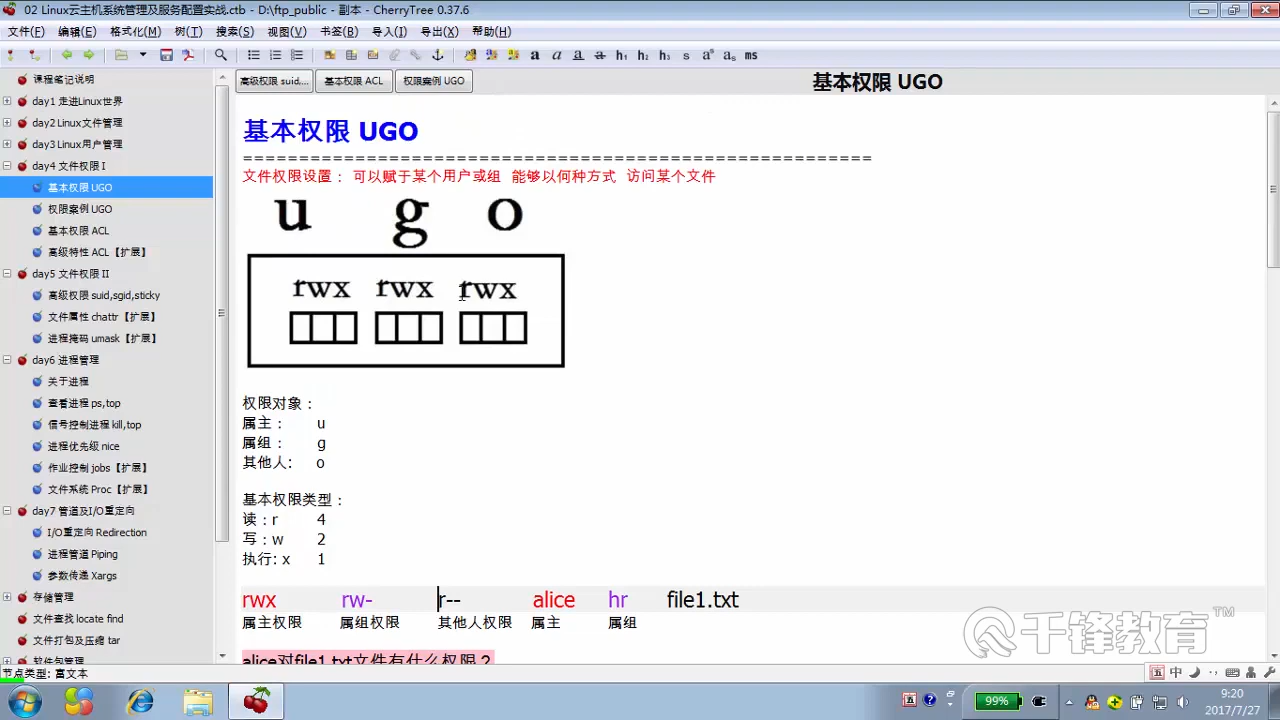 02 Linux云主机系统管理及服务配置实战.ctb - D:\ftp_public - 副本 - CherryTree 0.37.6
文件(F) 编辑(E) 格式化(M) 树(T) 搜索(S) 视图(V) 书签(B) 导入(I) 导出(X) 帮助(H)
a a a a h1 h2 h3 s aˢ aₛ ms
课程笔记说明
day1 走进Linux世界
day2 Linux文件管理
day3 Linux用户管理
day4 文件权限 I
基本权限 UGO
权限案例 UGO
基本权限 ACL
高级特性 ACL【扩展】
day5 文件权限 II
高级权限 suid,sgid,sticky
文件属性 chattr【扩展】
进程掩码 umask【扩展】
day6 进程管理
关于进程
查看进程 ps,top
信号控制进程 kill,top
进程优先级 nice
作业控制 jobs【扩展】
文件系统 Proc【扩展】
day7 管道及I/O重定向
I/O重定向 Redirection
进程管道 Piping
参数传递 Xargs
存储管理
文件查找 locate find
文件打包及压缩 tar
软件包管理
节点类型: 富文本
高级权限 suid... 基本权限 ACL 权限案例 UGO
基本权限 UGO
基本权限 UGO
========================================================
文件权限设置： 可以赋于某个用户或组 能够以何种方式 访问某个文件
u g o
rwx rwx rwx
权限对象：
属主： u
属组： g
其他人: o
基本权限类型：
读：r 4
写：w 2
执行: x 1
rwx rw- r-- alice hr file1.txt
属主权限 属组权限 其他人权限 属主 属组
alice对file1.txt文件有什么权限？
千锋教育 TM
五 中
99%
9:20
2017/7/27